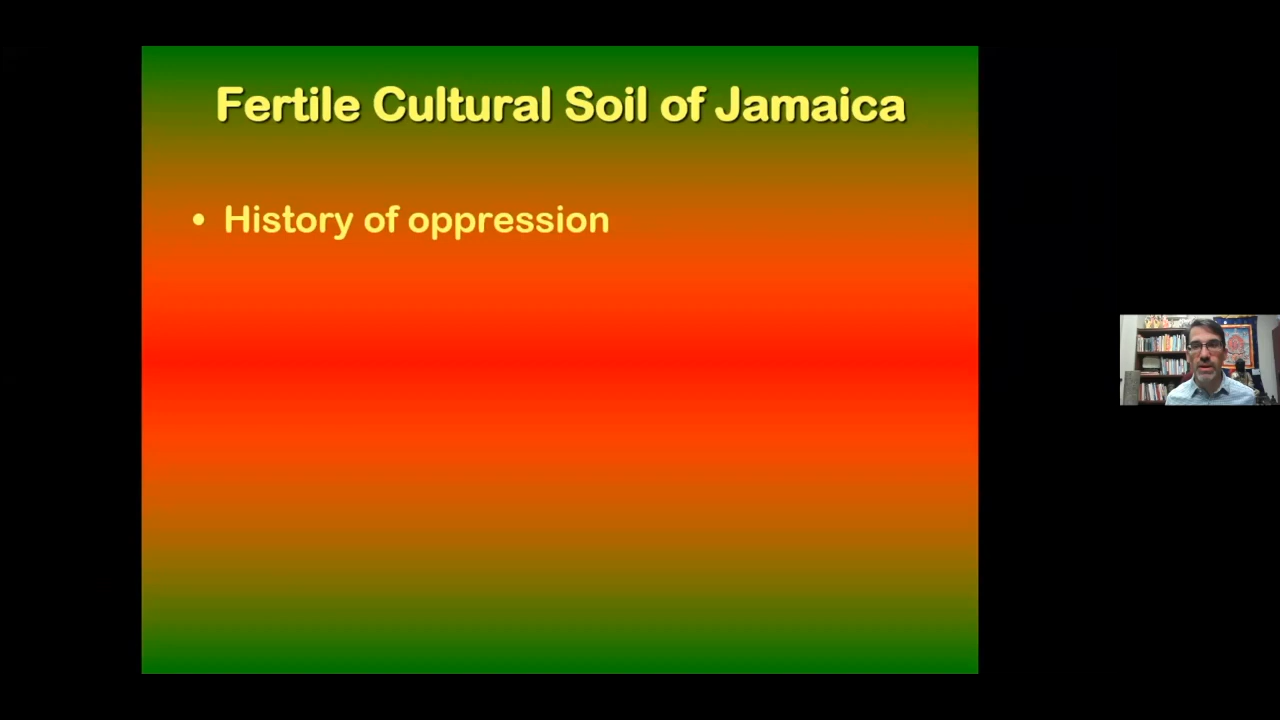 Fertile Cultural Soil of Jamaica
• History of oppression